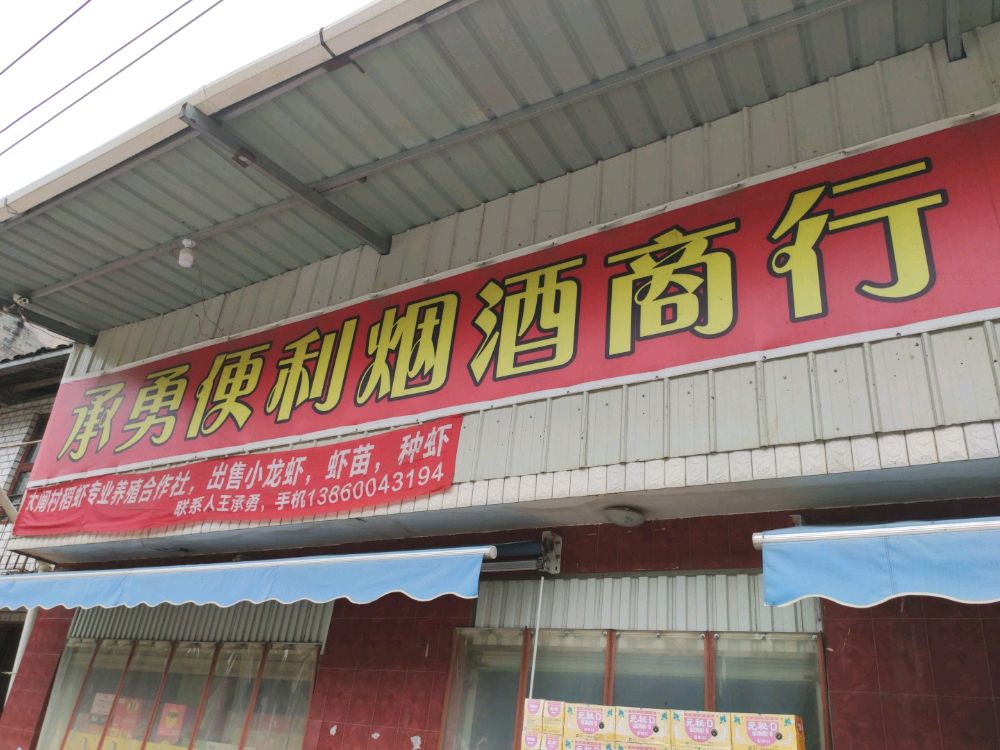 承勇便利烟酒商行
大闸村稻虾专业养殖合作社，出售小龙虾，虾苗，种虾
联系人王承勇，手机13860043194